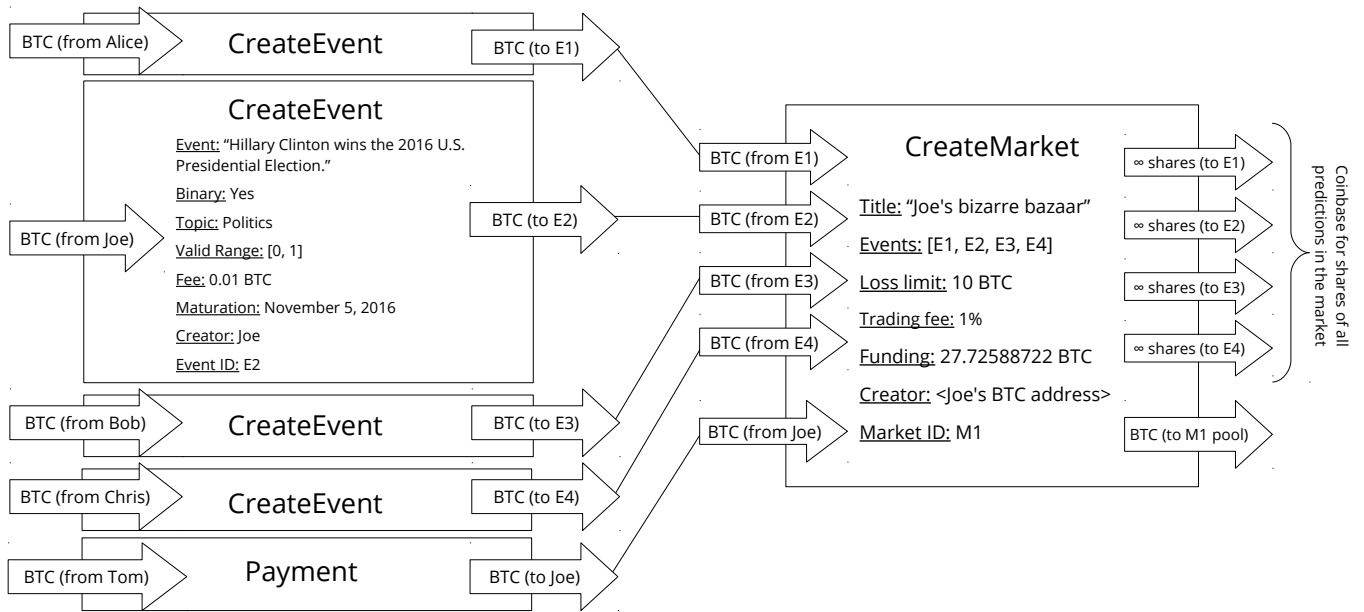 BTC (from Alice)
CreateEvent
BTC (to E1)
CreateEvent
Event: “Hillary Clinton wins the 2016 U.S.
Presidential Election.”
Binary: Yes
Topic: Politics
Valid Range: [0, 1]
Fee: 0.01 BTC
Maturation: November 5, 2016
Creator: Joe
Event ID: E2
BTC (from Joe)
BTC (to E2)
BTC (from Bob)
CreateEvent
BTC (to E3)
BTC (from Chris)
CreateEvent
BTC (to E4)
BTC (from Tom)
Payment
BTC (to Joe)
BTC (from E1)
BTC (from E2)
BTC (from E3)
BTC (from E4)
BTC (from Joe)
CreateMarket
Title: “Joe's bizarre bazaar”
Events: [E1, E2, E3, E4]
Loss limit: 10 BTC
Trading fee: 1%
Funding: 27.72588722 BTC
Creator: <Joe's BTC address>
Market ID: M1
∞ shares (to E1)
∞ shares (to E2)
∞ shares (to E3)
∞ shares (to E4)
BTC (to M1 pool)
Coinbase for shares of all
predictions in the market